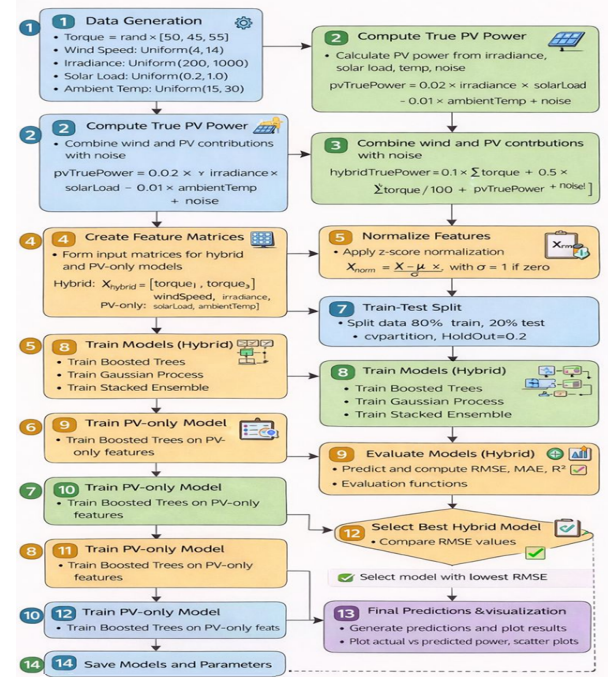 1 1 Data Generation
• Torque = rand × [50, 45, 55]
• Wind Speed: Uniform(4, 14)
• Irradiance: Uniform(200, 1000)
• Solar Load: Uniform(0.2, 1.0)
• Ambient Temp: Uniform(15, 30)
2 Compute True PV Power
• Calculate PV power from irradiance,
solar load, temp, noise
pvTruePower = 0.02 × irradiance × solarLoad
– 0.01 × ambientTemp + noise
2 2 Compute True PV Power
• Combine wind and PV contributions
with noise
pvTruePower = 0.0.2 × ʏ irradiance ×
solarLoad – 0.01 × ambientTemp
+ noise
3 Combine wind and PV contrbutions
with noise
hybridTruePower = 0.1 × ∑torque + 0.5 ×
∑torque / 100 + pvTruePower + noise!]
4 4 Create Feature Matrices
• Form input matrices for hybrid
and PV-only models
Hybrid: Xhybrid = [torque₁ , torque₃]
windSpeed, irradiance,
PV-only: solarLoad, ambientTemp]
5 Normalize Features
Xrm
• Apply z-score normalization
Xnorm = X – μ x, with σ = 1 if zero
σ
7 Train-Test Split
• Split data 80% train, 20% test
• cvpartition, HoldOut=0.2
5 8 Train Models (Hybrid)
• Train Boosted Trees
• Train Gaussian Process
• Train Stacked Ensemble
8 Train Models (Hybrid)
• Train Boosted Trees
• Train Gaussian Process
• Train Stacked Ensemble
6 9 Train PV-only Model
• Train Boosted Trees on PV-
only features
9 Evaluate Models (Hybrid)
• Predict and compute RMSE, MAE, R²
• Evaluation functions
7 10 Train PV-only Model
• Train Boosted Trees on PV-only
features
12 Select Best Hybrid Model
• Compare RMSE values
Select model with lowest RMSE
8 11 Train PV-only Model
• Train Boosted Trees on PV-only
features
10 12 Train PV-only Model
• Train Boosted Trees on PV-only feats
13 Final Predictions &visualization
• Generate predictions and plot results
• Plot actual vs predicted power, scatter plots
14 14 Save Models and Parameters